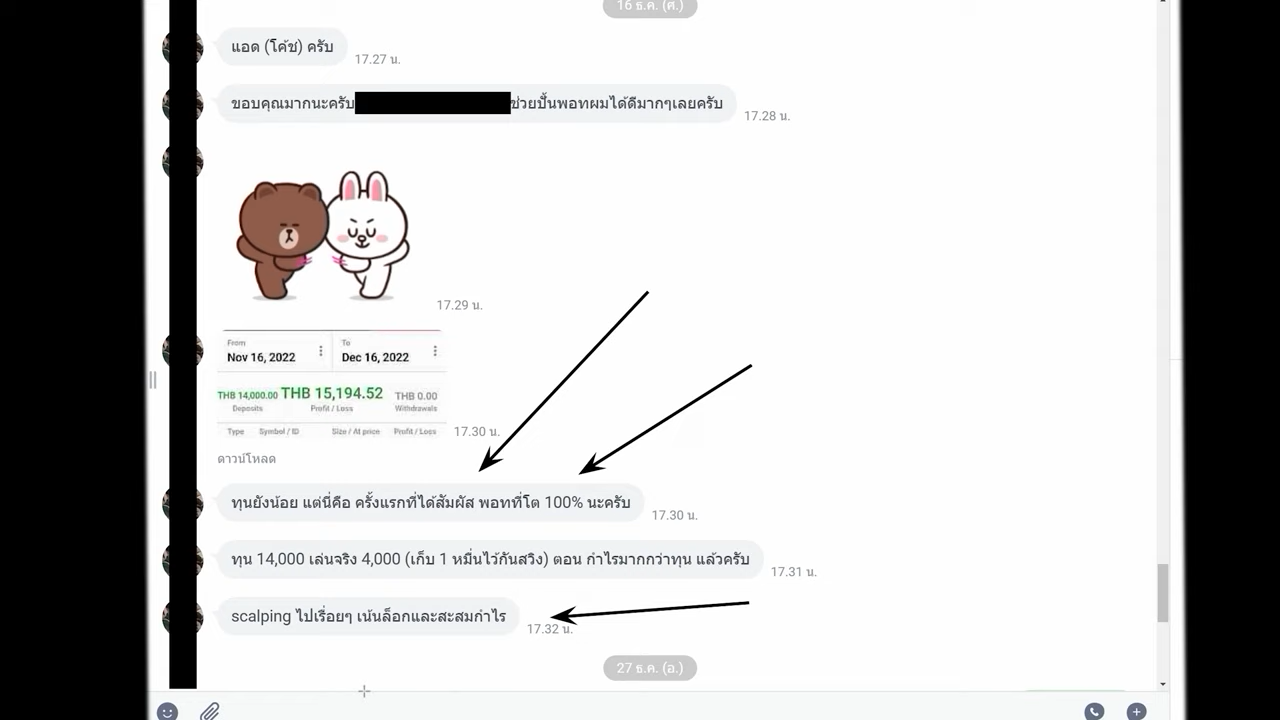 16 ธ.ค. (ศ.)
แอด (โค้ช) ครับ
17.27 น.
ขอบคุณมากนะครับ ช่วยปั้นพอทผมได้ดีมากๆเลยครับ
17.28 น.
17.29 น.
From To
Nov 16, 2022 Dec 16, 2022
THB 14,000.00 THB 15,194.52 THB 0.00
Deposits Profit / Loss Withdrawals
Type Symbol / ID Size / At price Profit / Loss
17.30 น.
ดาวน์โหลด
ทุนยังน้อย แต่นี่คือ ครั้งแรกที่ได้สัมผัส พอทที่โต 100% นะครับ
17.30 น.
ทุน 14,000 เล่นจริง 4,000 (เก็บ 1 หมื่นไว้กันสวิง) ตอน กำไรมากกว่าทุน แล้วครับ
17.31 น.
scalping ไปเรื่อยๆ เน้นล็อกและสะสมกำไร
17.32 น.
27 ธ.ค. (อ.)